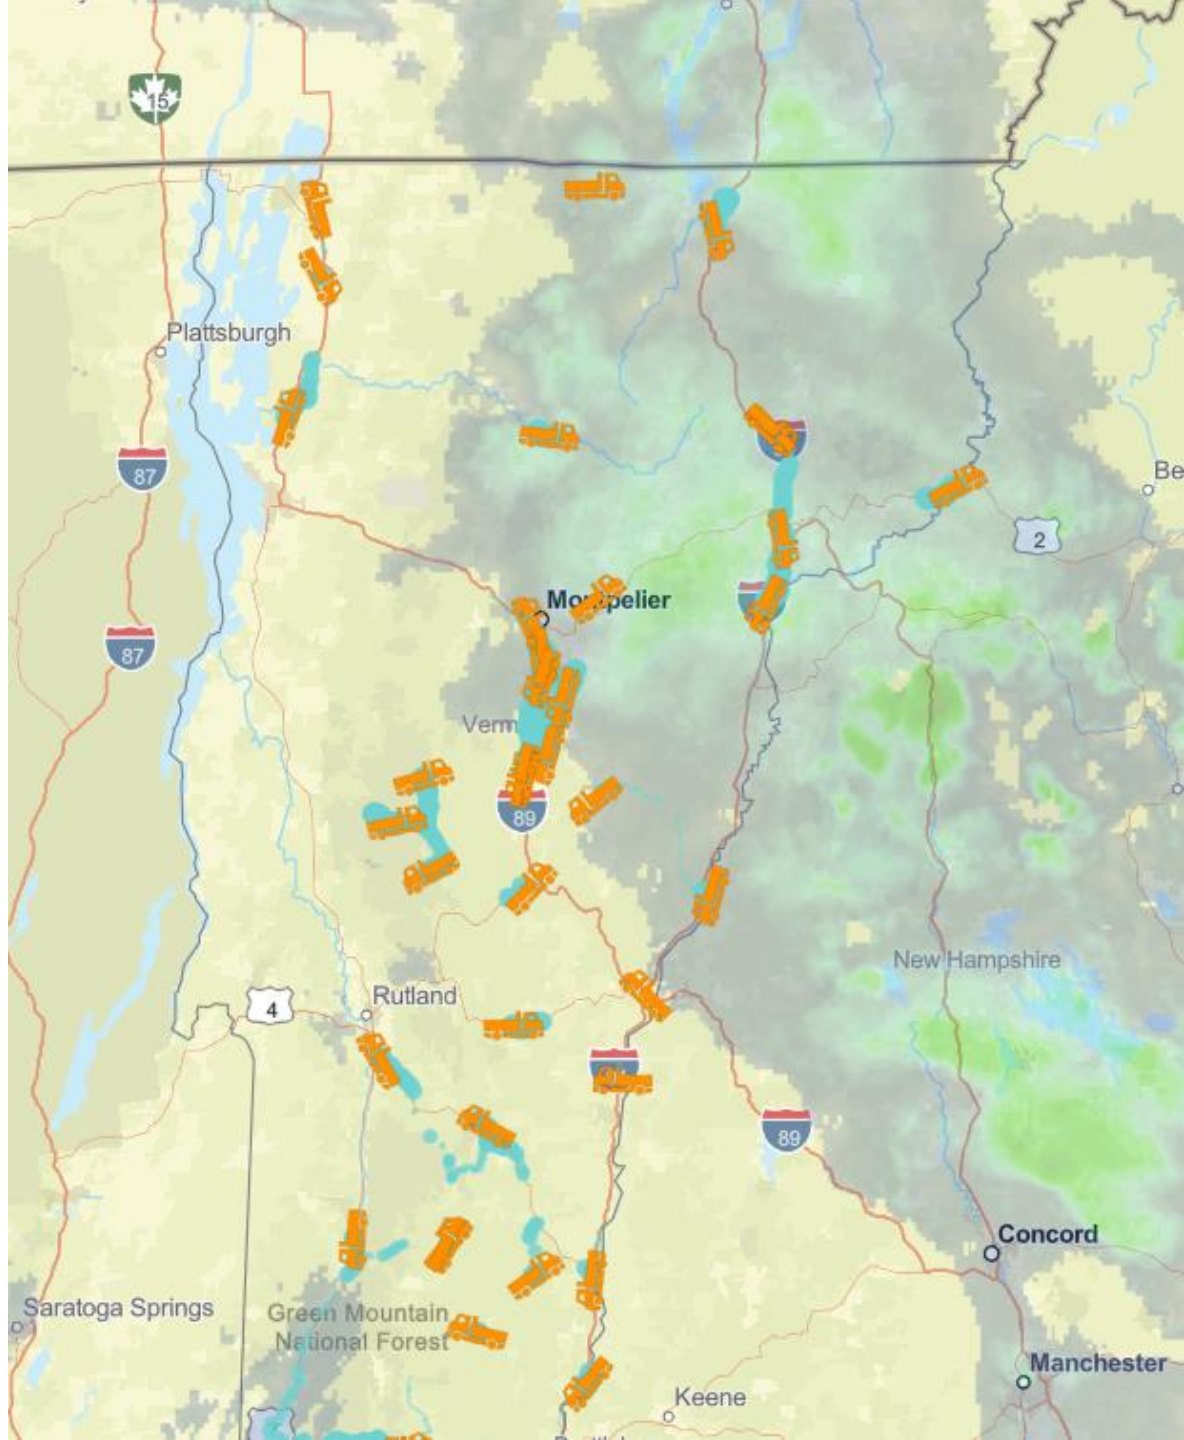 15
Plattsburgh
87
Be
2
Montpelier
87
Verm
89
New Hampshire
4
Rutland
91
89
Concord
Saratoga Springs
Green Mountain
National Forest
Manchester
Keene